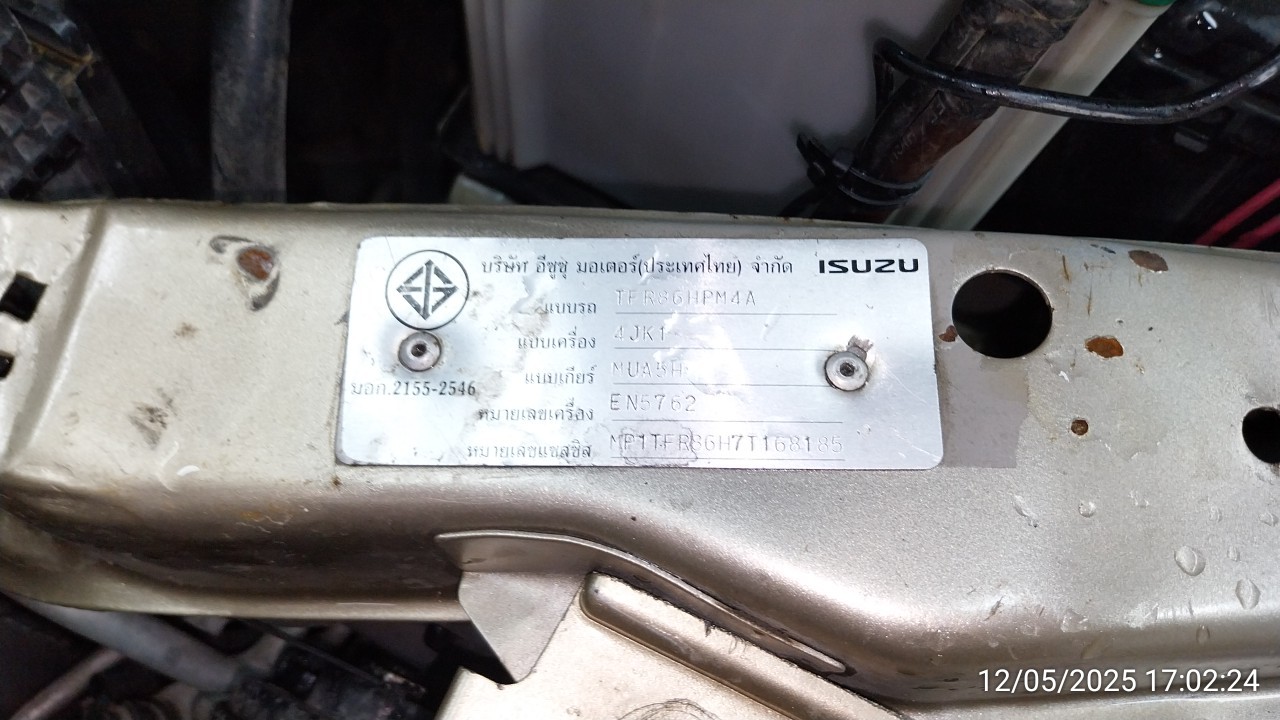 บริษัท อีซูซุ มอเตอร์(ประเทศไทย) จำกัด ISUZU
แบบรถ TFR86HPM4A
แบบเครื่อง 4JK1
แบบเกียร์ MUA5H
มอก.2155-2546
หมายเลขเครื่อง EN5762
หมายเลขแชสซิส MP1TFR86H7T168185
12/05/2025 17:02:24